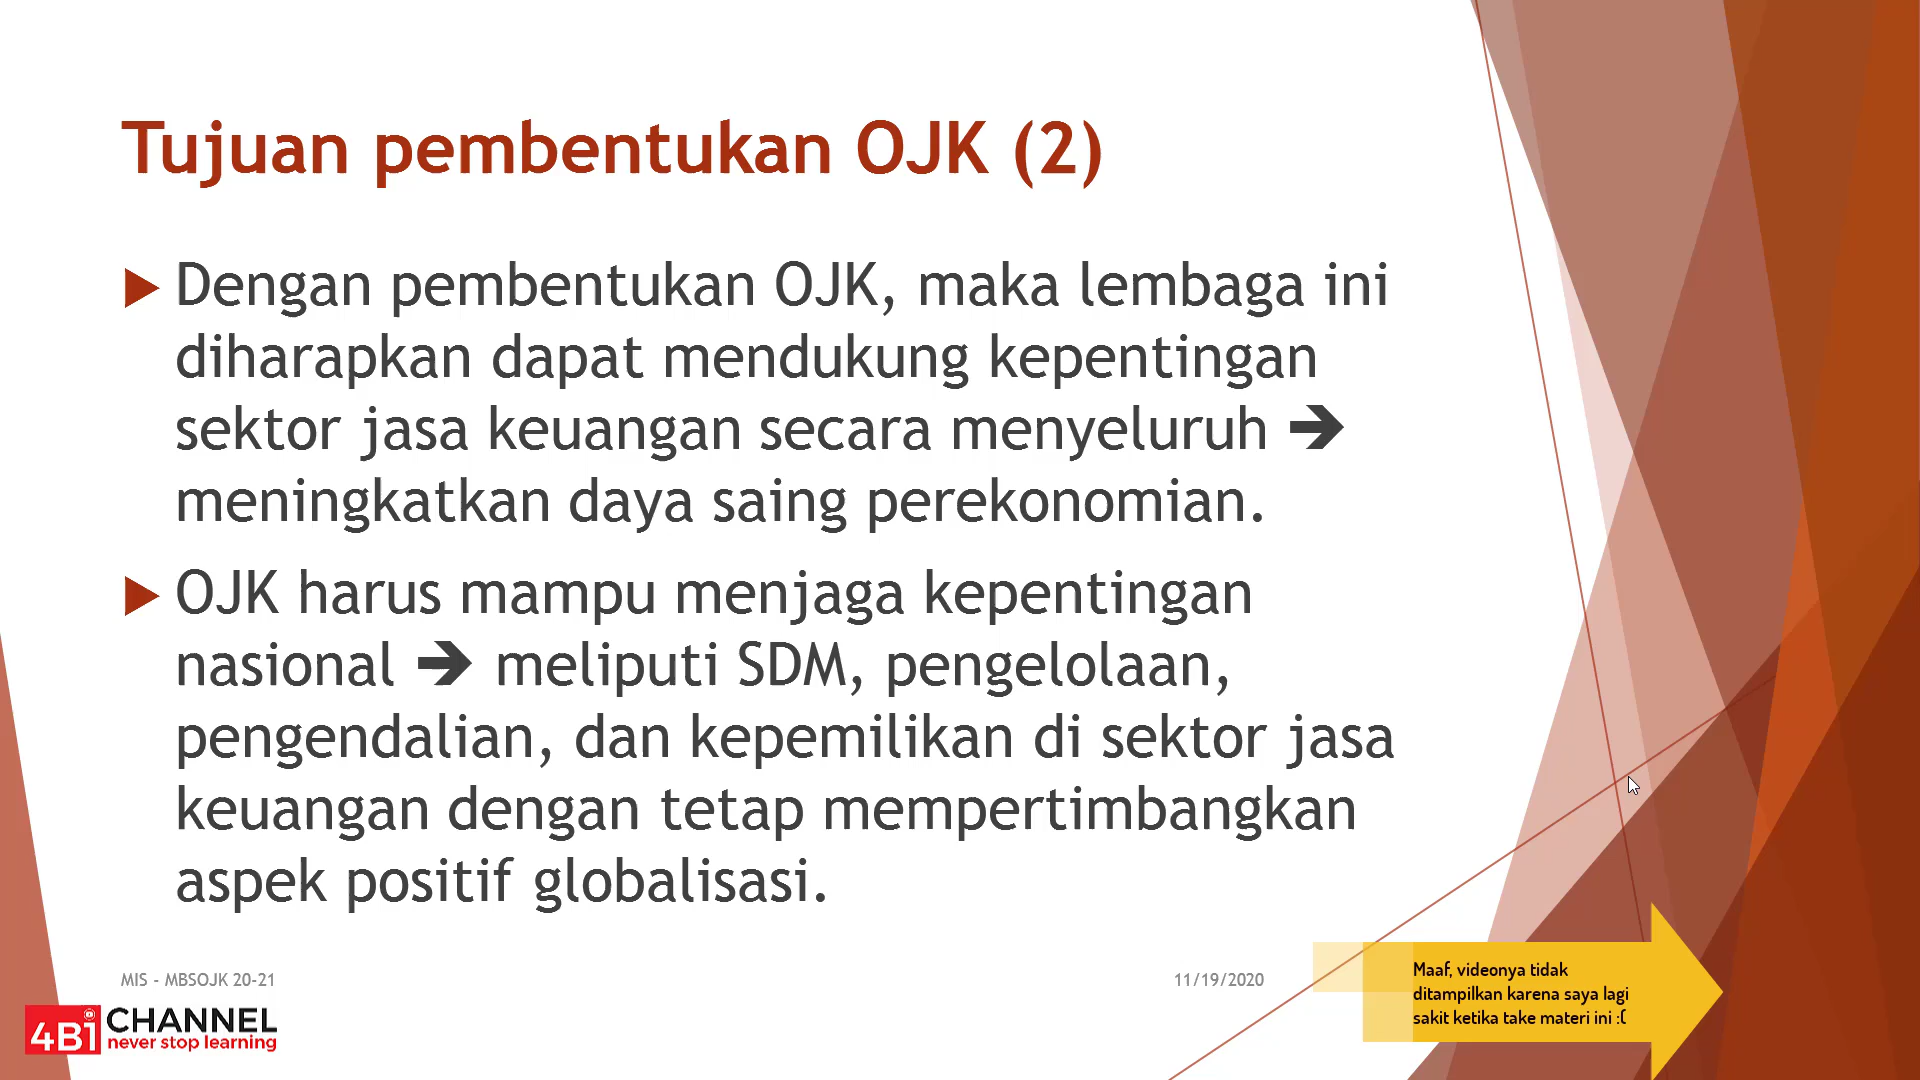 Tujuan pembentukan OJK (2)
Dengan pembentukan OJK, maka lembaga ini
diharapkan dapat mendukung kepentingan
sektor jasa keuangan secara menyeluruh ➔
meningkatkan daya saing perekonomian.
OJK harus mampu menjaga kepentingan
nasional ➔ meliputi SDM, pengelolaan,
pengendalian, dan kepemilikan di sektor jasa
keuangan dengan tetap mempertimbangkan
aspek positif globalisasi.
MIS - MBSOJK 20-21
11/19/2020
4Bi CHANNEL
never stop learning
Maaf, videonya tidak
ditampilkan karena saya lagi
sakit ketika take materi ini :(